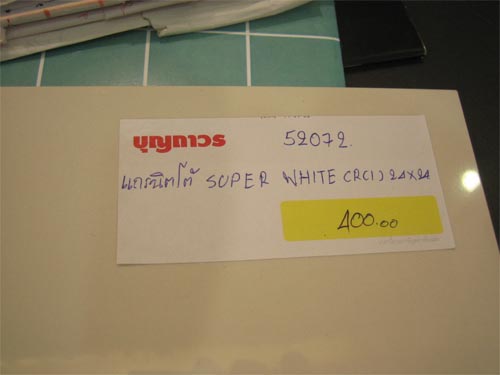 บุญถาวร 52072.
แกรนิตโต้ SUPER WHITE (RC1) 24x24
400.00